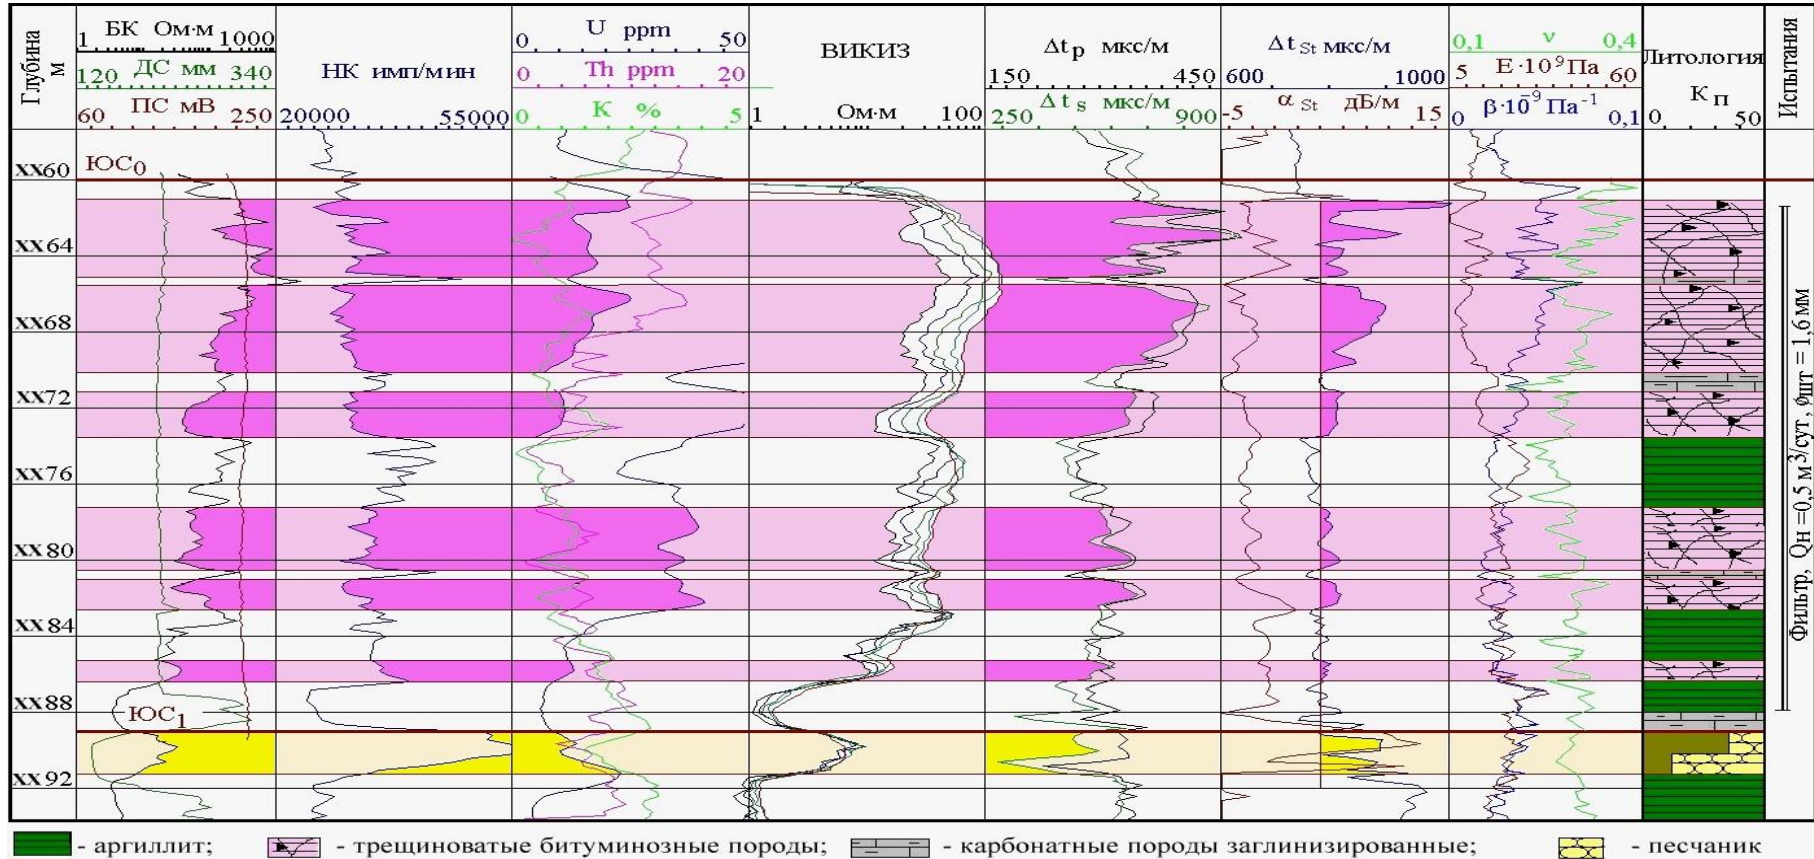 Глубина м
БК Ом·м
1 1000
120 ДС мм 340
ПС мВ
60 250
НК имп/мин
20000 55000
U ppm
0 50
Th ppm
0 20
K %
0 5
ВИКИЗ
Ом·м
1 100
Δtp мкс/м
150 450
Δts мкс/м
250 900
ΔtSt мкс/м
600 1000
αSt дБ/м
-5 15
0,1 ν 0,4
5 E·10⁹Па 60
β·10⁻⁹ Па⁻¹
0 0,1
Литология
Кп
0 50
Испытания
ЮС₀
XX60
XX64
XX68
XX72
XX76
XX80
XX84
XX88
ЮС₁
XX92
Фильтр, Qн =0,5 м³/сут, øшт = 1,6 мм
- аргиллит; - трещиноватые битуминозные породы; - карбонатные породы заглинизированные; - песчаник